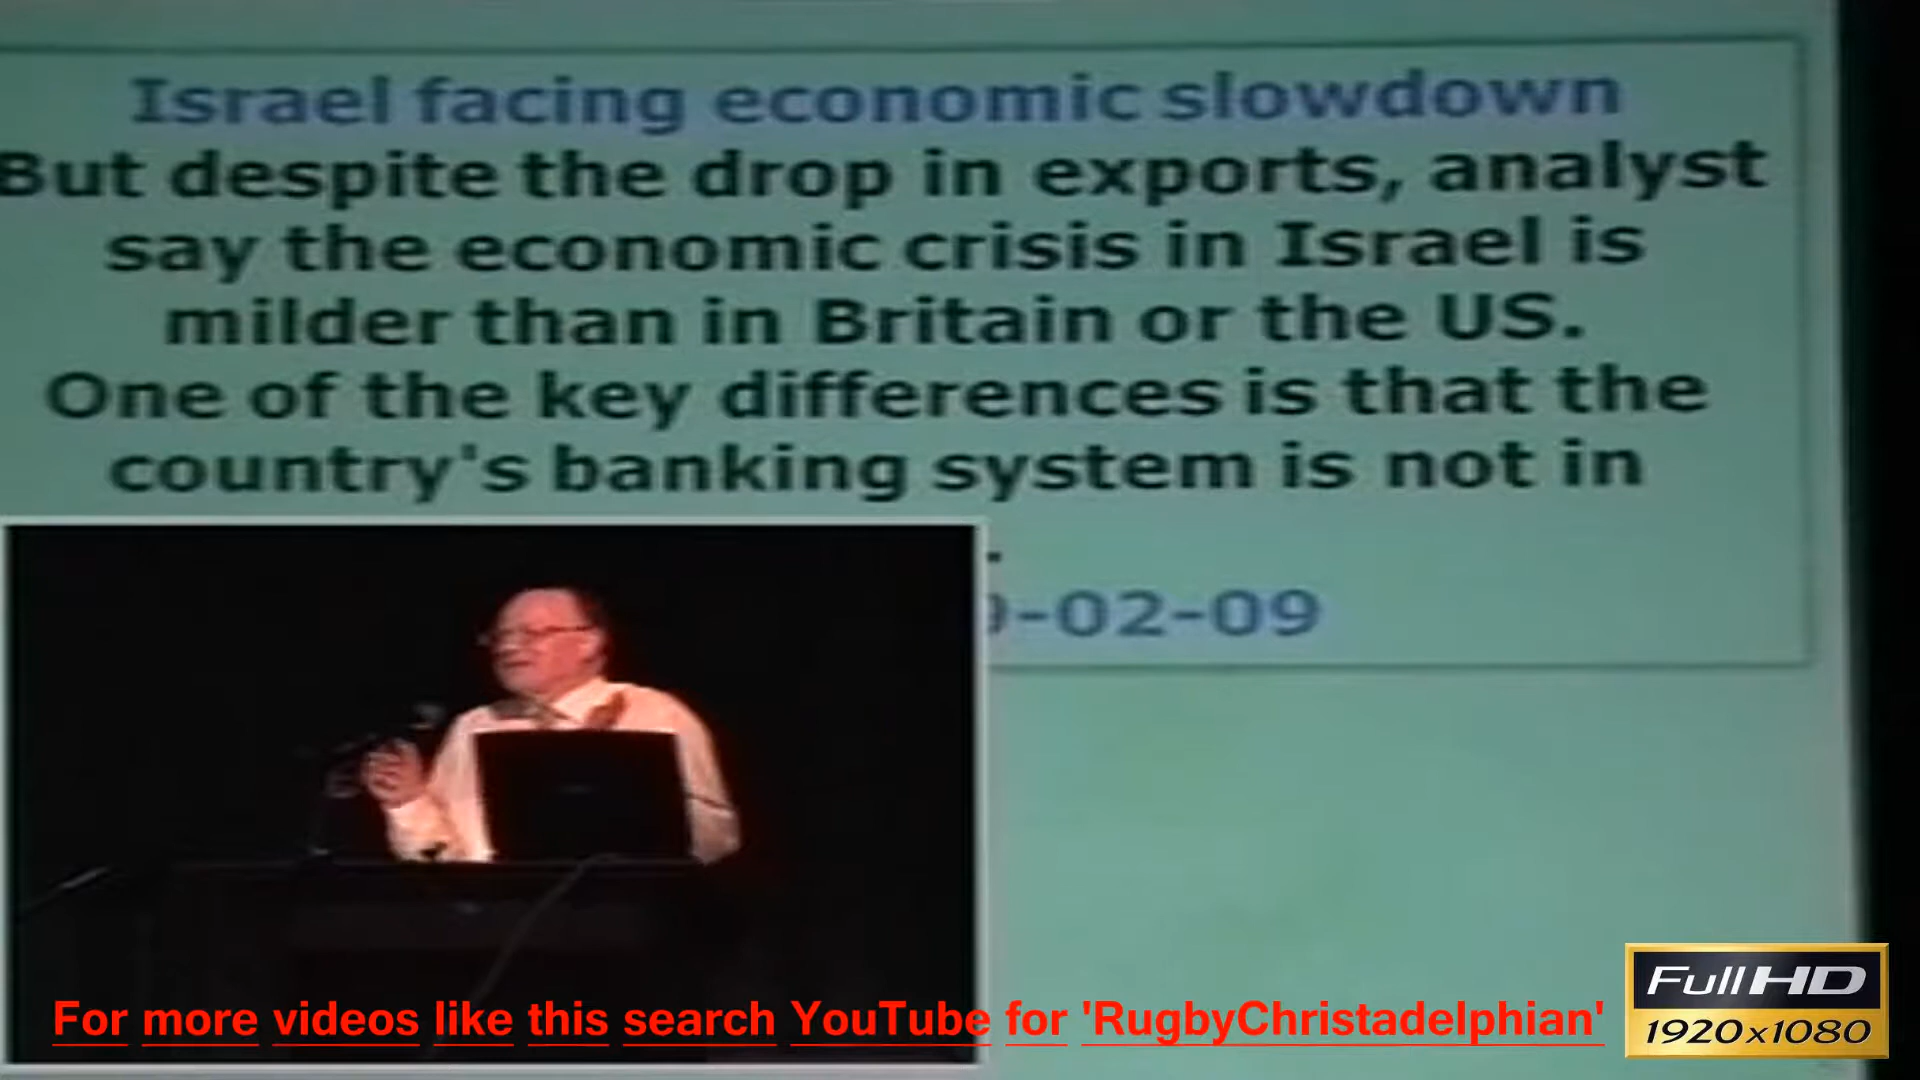 Israel facing economic slowdown
But despite the drop in exports, analyst
say the economic crisis in Israel is
milder than in Britain or the US.
One of the key differences is that the
country's banking system is not in
.
-02-09
For more videos like this search YouTube for 'RugbyChristadelphian'
Full HD
1920x1080